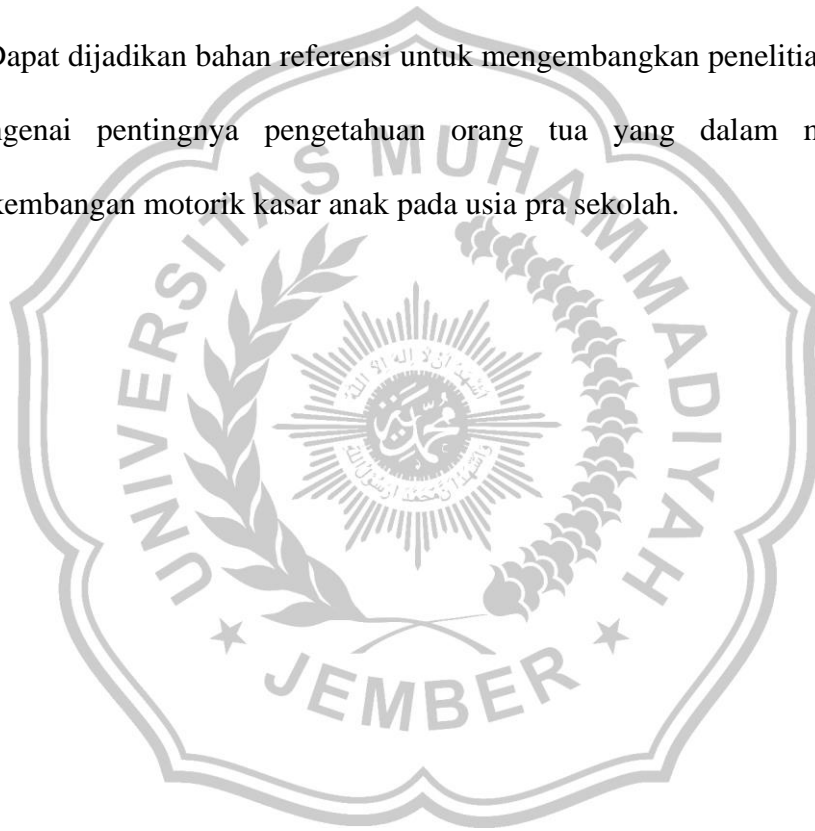 Dapat dijadikan bahan referensi untuk mengembangkan penelitia
ngenai pentingnya pengetahuan orang tua yang dalam m
kembangan motorik kasar anak pada usia pra sekolah.
UNIVERSITAS MUHAMMADIYAH
★ JEMBER ★